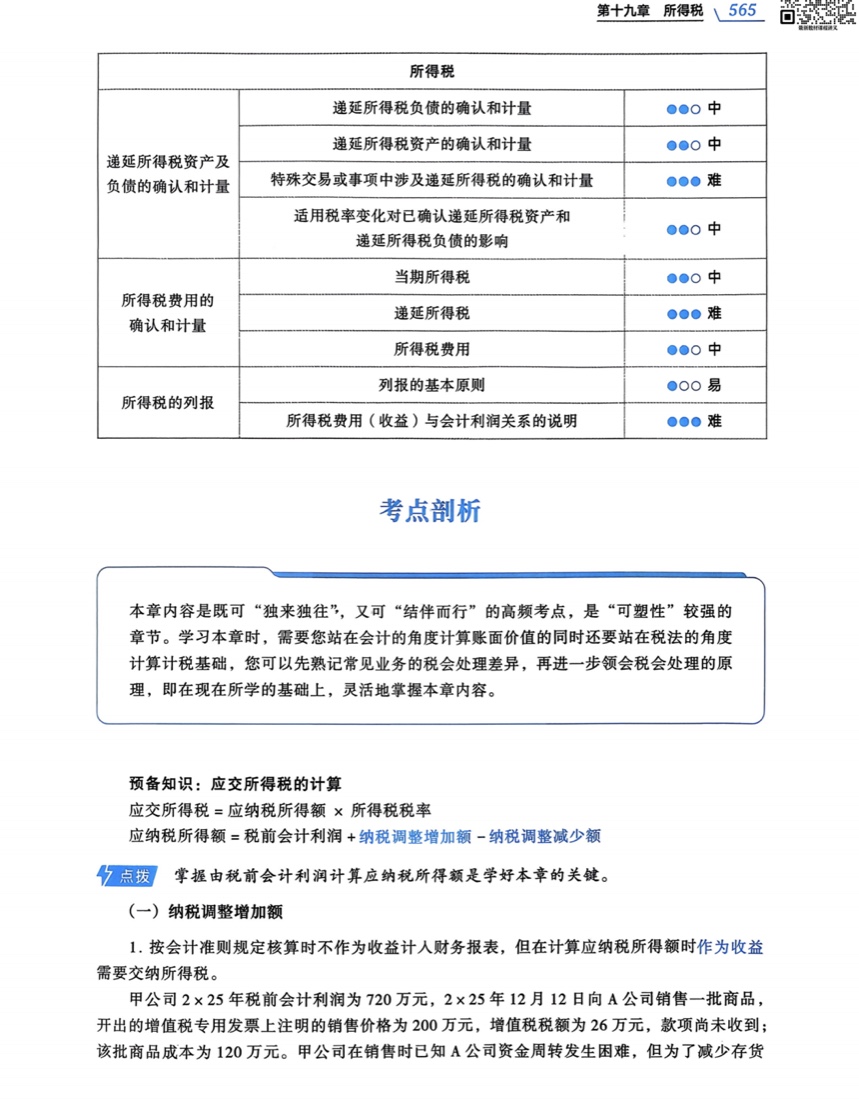 第十九章 所得税 565
所得税
递延所得税资产及
负债的确认和计量
递延所得税负债的确认和计量 中
递延所得税资产的确认和计量 中
特殊交易或事项中涉及递延所得税的确认和计量 难
适用税率变化对已确认递延所得税资产和
递延所得税负债的影响 中
所得税费用的
确认和计量
当期所得税 中
递延所得税 难
所得税费用 中
所得税的列报
列报的基本原则 易
所得税费用（收益）与会计利润关系的说明 难
考点剖析
本章内容是既可“独来独往”，又可“结伴而行”的高频考点，是“可塑性”较强的
章节。学习本章时，需要您站在会计的角度计算账面价值的同时还要站在税法的角度
计算计税基础，您可以先熟记常见业务的税会处理差异，再进一步领会税会处理的原
理，即在现在所学的基础上，灵活地掌握本章内容。
预备知识：应交所得税的计算
应交所得税 = 应纳税所得额 × 所得税税率
应纳税所得额 = 税前会计利润 + 纳税调整增加额 − 纳税调整减少额
点拨 掌握由税前会计利润计算应纳税所得额是学好本章的关键。
（一）纳税调整增加额
1. 按会计准则规定核算时不作为收益计入财务报表，但在计算应纳税所得额时作为收益
需要交纳所得税。
甲公司 2×25 年税前会计利润为 720 万元，2×25 年 12 月 12 日向 A 公司销售一批商品，
开出的增值税专用发票上注明的销售价格为 200 万元，增值税税额为 26 万元，款项尚未收到；
该批商品成本为 120 万元。甲公司在销售时已知 A 公司资金周转发生困难，但为了减少存货